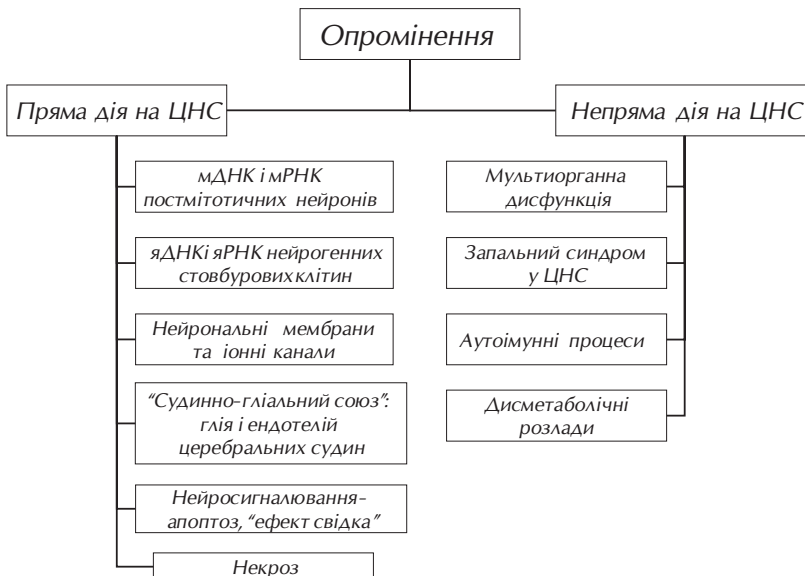 Опромінення
Пряма дія на ЦНС
мДНК і мРНК
постмітотичних нейронів
яДНКі яРНК нейрогенних
стовбурових клітин
Нейрональні мембрани
та іонні канали
“Судинно-гліальний союз”:
глія і ендотелій
церебральних судин
Нейросигналювання-
апоптоз, “ефект свідка”
Некроз
Непряма дія на ЦНС
Мультиорганна
дисфункція
Запальний синдром
у ЦНС
Аутоімунні процеси
Дисметаболічні
розлади